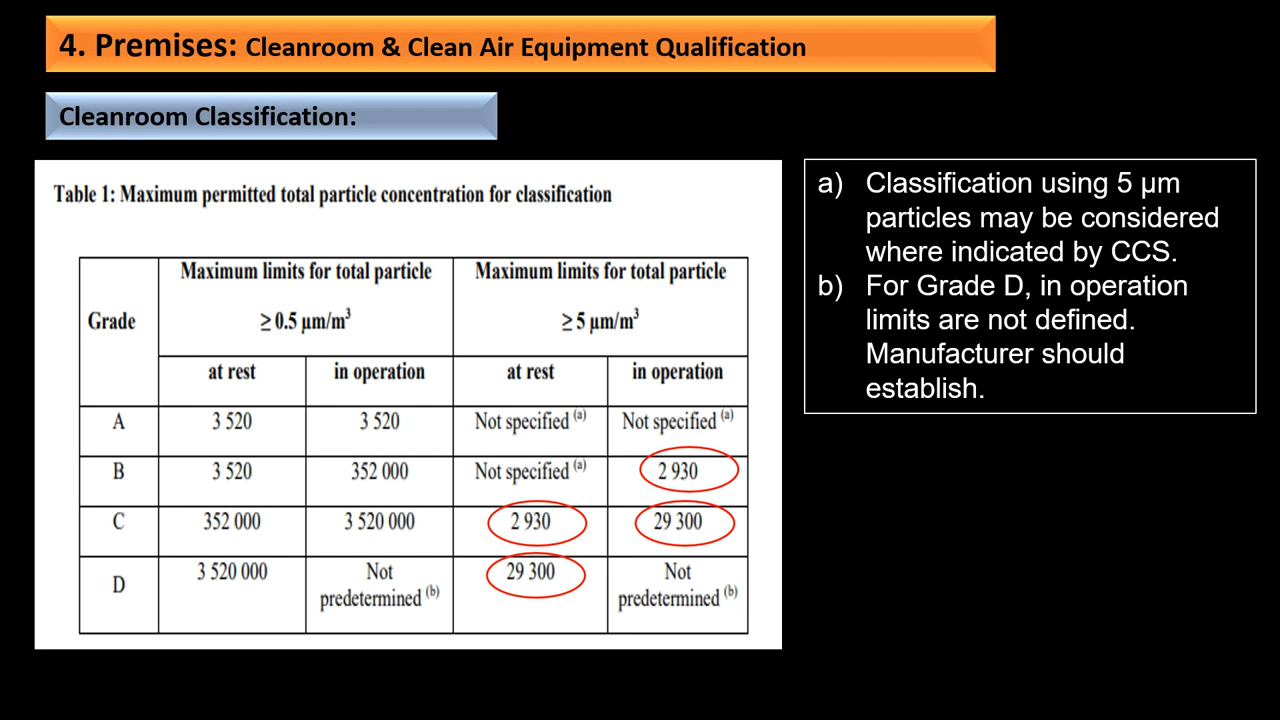 4. Premises: Cleanroom & Clean Air Equipment Qualification
Cleanroom Classification:
Table 1: Maximum permitted total particle concentration for classification
Grade
Maximum limits for total particle
≥ 0.5 µm/m³
Maximum limits for total particle
≥ 5 µm/m³
at rest in operation at rest in operation
A 3 520 3 520 Not specified (a) Not specified (a)
B 3 520 352 000 Not specified (a) 2 930
C 352 000 3 520 000 2 930 29 300
D 3 520 000 Not predetermined (b) 29 300 Not predetermined (b)
a) Classification using 5 µm
particles may be considered
where indicated by CCS.
b) For Grade D, in operation
limits are not defined.
Manufacturer should
establish.